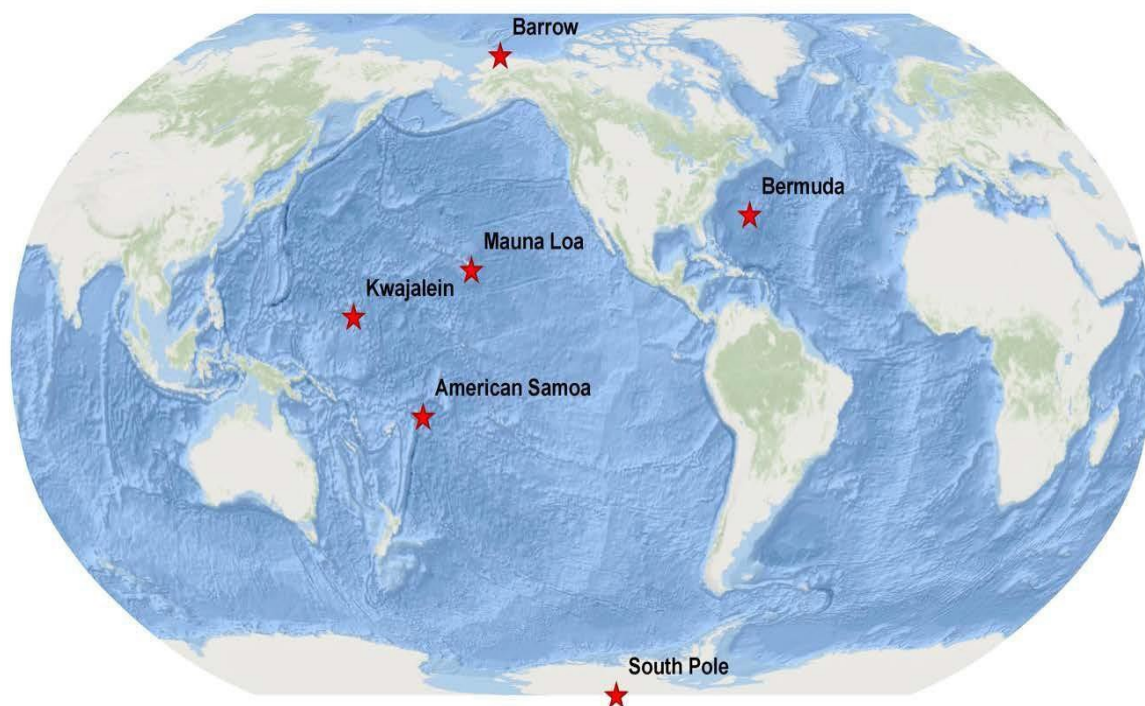 Barrow
Bermuda
Mauna Loa
Kwajalein
American Samoa
South Pole